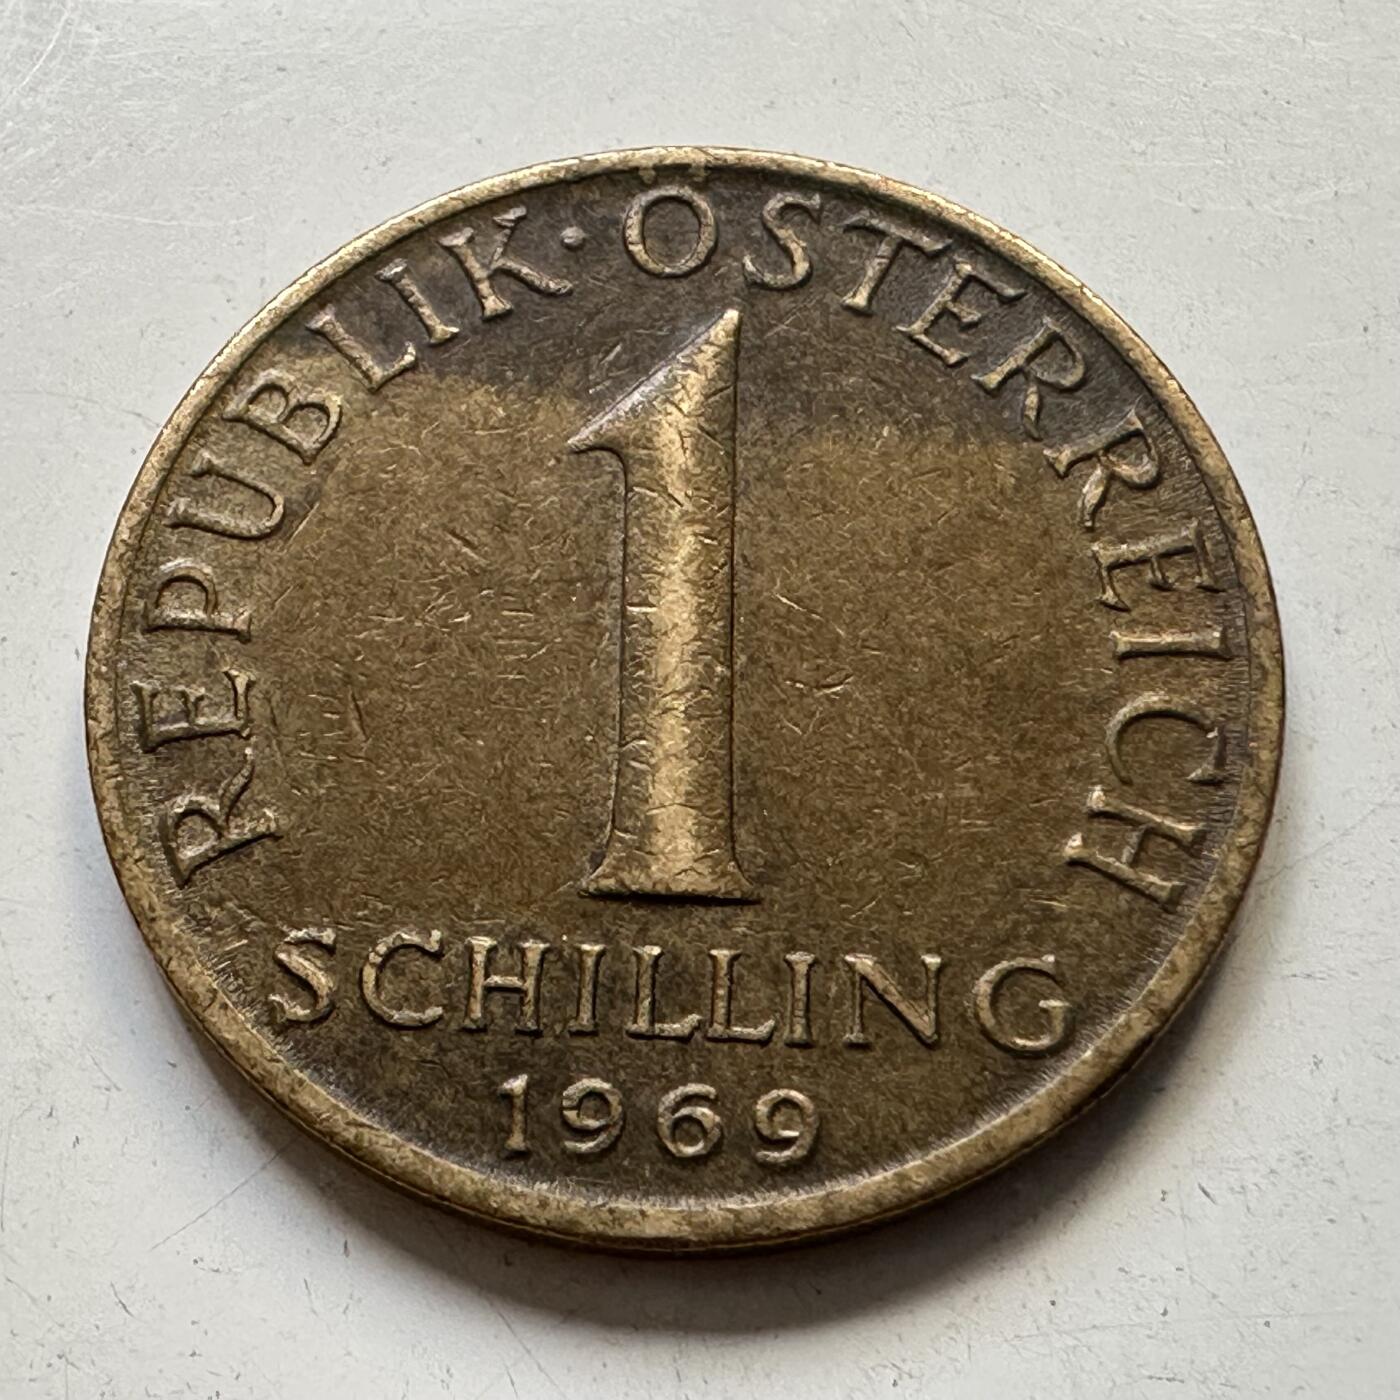 REPUBLIK · ÖSTERREICH
1
SCHILLING
1969